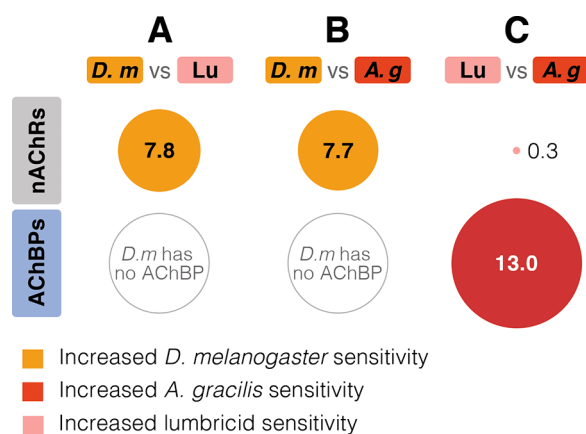 A B C
D. m vs Lu D. m vs A. g Lu vs A. g
nAChRs 7.8 7.7 0.3
AChBPs D.m has no AChBP D.m has no AChBP 13.0
Increased D. melanogaster sensitivity
Increased A. gracilis sensitivity
Increased lumbricid sensitivity